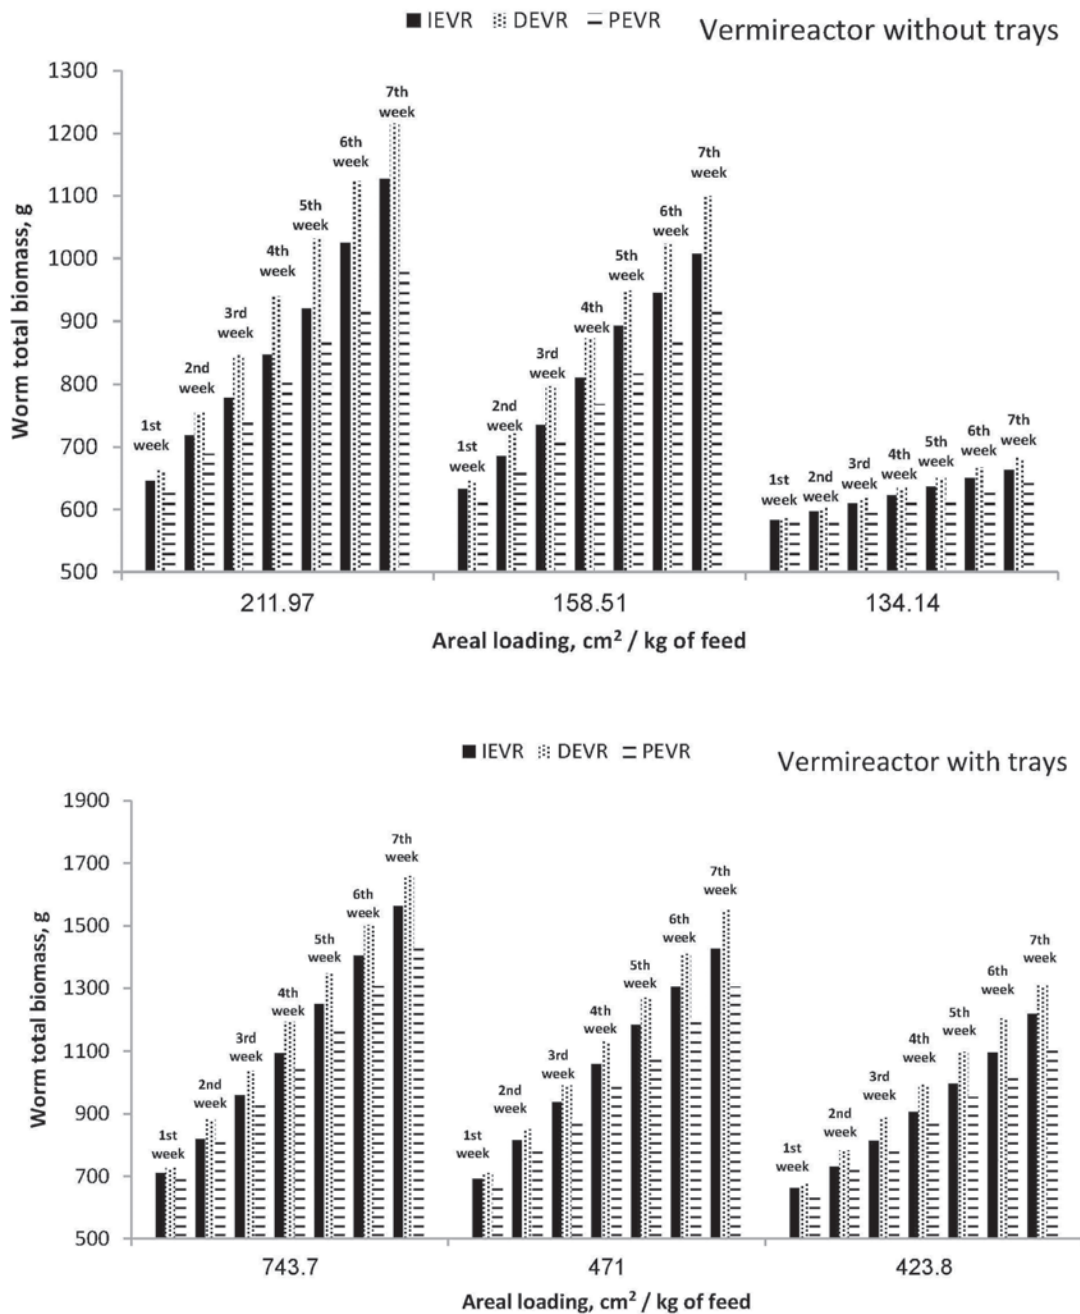 IEVR DEVR PEVR
Vermireactor without trays
Worm total biomass, g
1300
1200
1100
1000
900
800
700
600
500
1st week
2nd week
3rd week
4th week
5th week
6th week
7th week
1st week
2nd week
3rd week
4th week
5th week
6th week
7th week
1st week
2nd week
3rd week
4th week
5th week
6th week
7th week
211.97 158.51 134.14
Areal loading, cm² / kg of feed
IEVR DEVR PEVR
Vermireactor with trays
Worm total biomass, g
1900
1700
1500
1300
1100
900
700
500
1st week
2nd week
3rd week
4th week
5th week
6th week
7th week
1st week
2nd week
3rd week
4th week
5th week
6th week
7th week
1st week
2nd week
3rd week
4th week
5th week
6th week
7th week
743.7 471 423.8
Areal loading, cm² / kg of feed